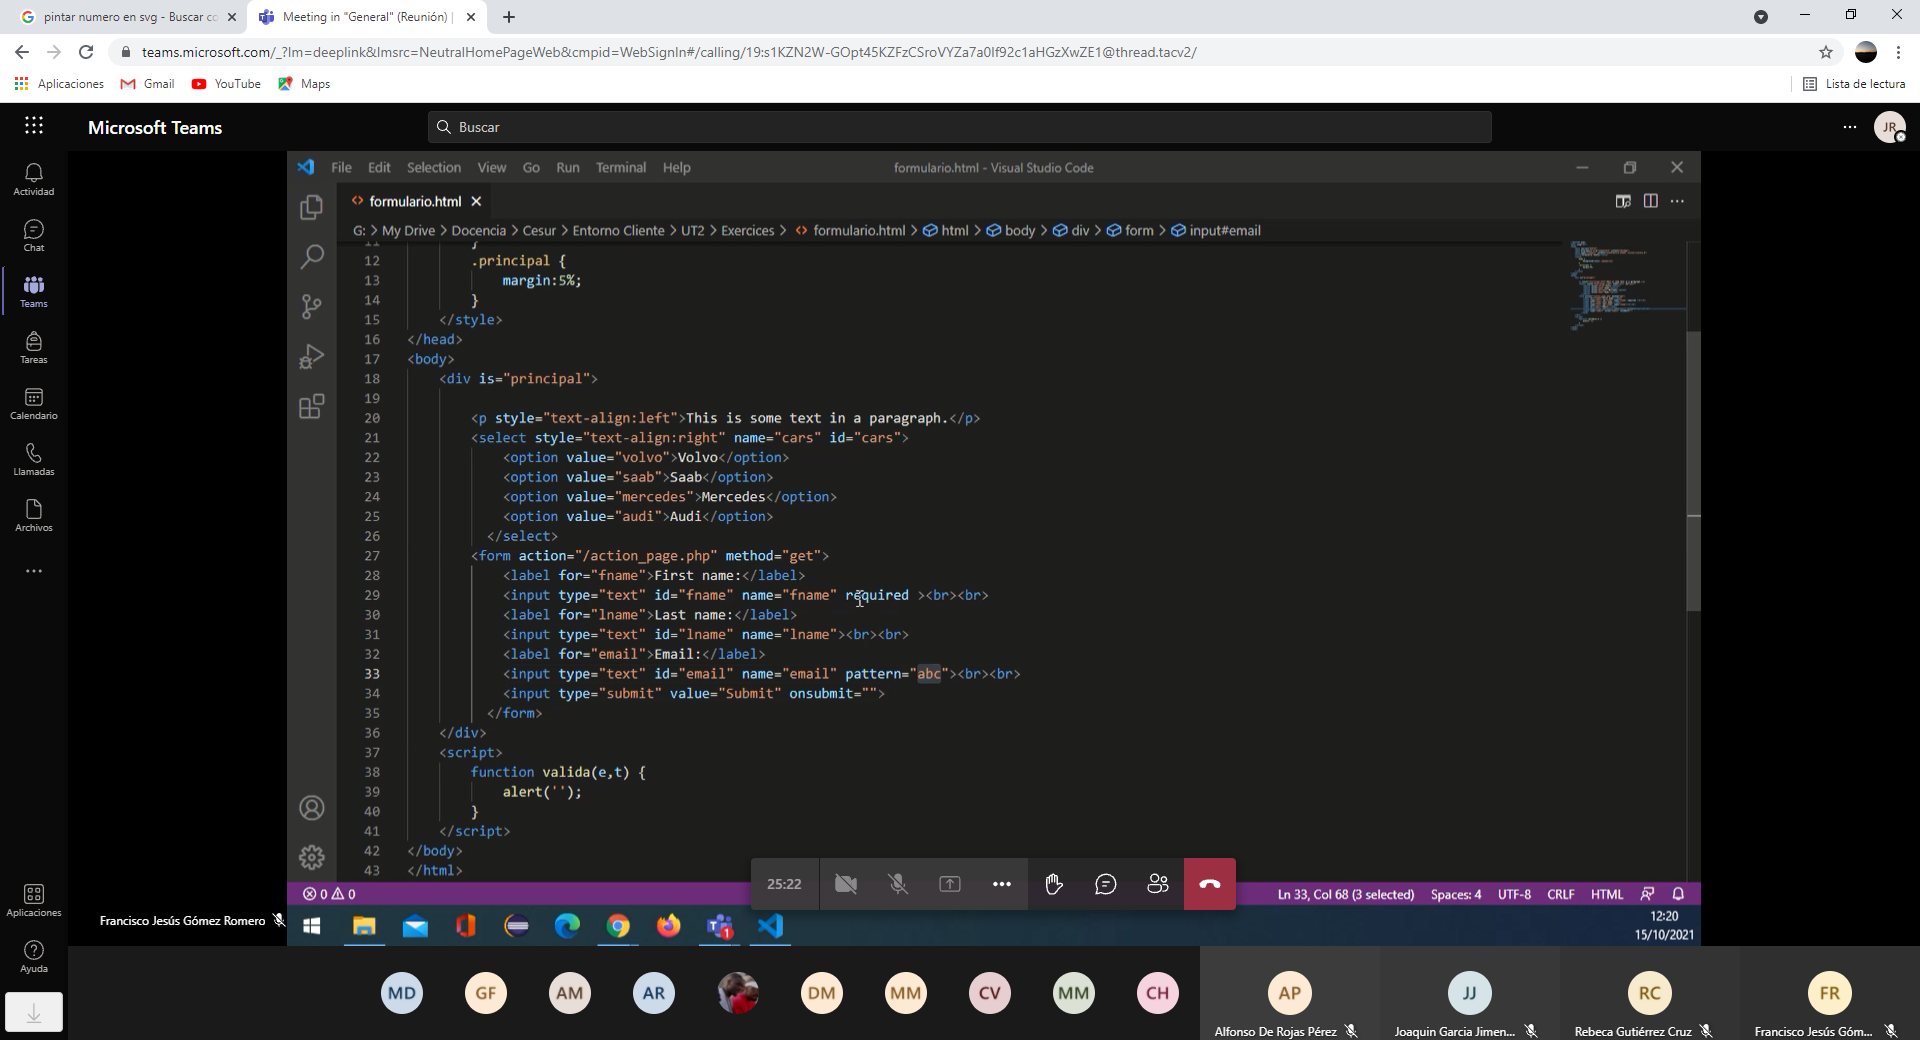 pintar numero en svg - Buscar co
Meeting in "General" (Reunión) |
teams.microsoft.com/_?lm=deeplink&lmsrc=NeutralHomePageWeb&cmpid=WebSignIn#/calling/19:s1KZN2W-GOpt45KZFzCSroVYZa7a0lf92c1aHGzXwZE1@thread.tacv2/
Aplicaciones Gmail YouTube Maps Lista de lectura
Microsoft Teams
Buscar
JR
Actividad
Chat
Teams
Tareas
Calendario
Llamadas
Archivos
Aplicaciones
Ayuda
File Edit Selection View Go Run Terminal Help
formulario.html - Visual Studio Code
formulario.html
G: > My Drive > Docencia > Cesur > Entorno Cliente > UT2 > Exercices > formulario.html > html > body > div > form > input#email
11 }
12 .principal {
13 margin:5%;
14 }
15 </style>
16 </head>
17 <body>
18 <div is="principal">
19
20 <p style="text-align:left">This is some text in a paragraph.</p>
21 <select style="text-align:right" name="cars" id="cars">
22 <option value="volvo">Volvo</option>
23 <option value="saab">Saab</option>
24 <option value="mercedes">Mercedes</option>
25 <option value="audi">Audi</option>
26 </select>
27 <form action="/action_page.php" method="get">
28 <label for="fname">First name:</label>
29 <input type="text" id="fname" name="fname" required ><br><br>
30 <label for="lname">Last name:</label>
31 <input type="text" id="lname" name="lname"><br><br>
32 <label for="email">Email:</label>
33 <input type="text" id="email" name="email" pattern="abc"><br><br>
34 <input type="submit" value="Submit" onsubmit="">
35 </form>
36 </div>
37 <script>
38 function valida(e,t) {
39 alert('');
40 }
41 </script>
42 </body>
43 </html>
25:22
0 0
Ln 33, Col 68 (3 selected) Spaces: 4 UTF-8 CRLF HTML
Francisco Jesús Gómez Romero
1
12:20
15/10/2021
MD GF AM AR DM MM CV MM CH AP JJ RC FR
Alfonso De Rojas Pérez
Joaquin Garcia Jimen...
Rebeca Gutiérrez Cruz
Francisco Jesús Góm...